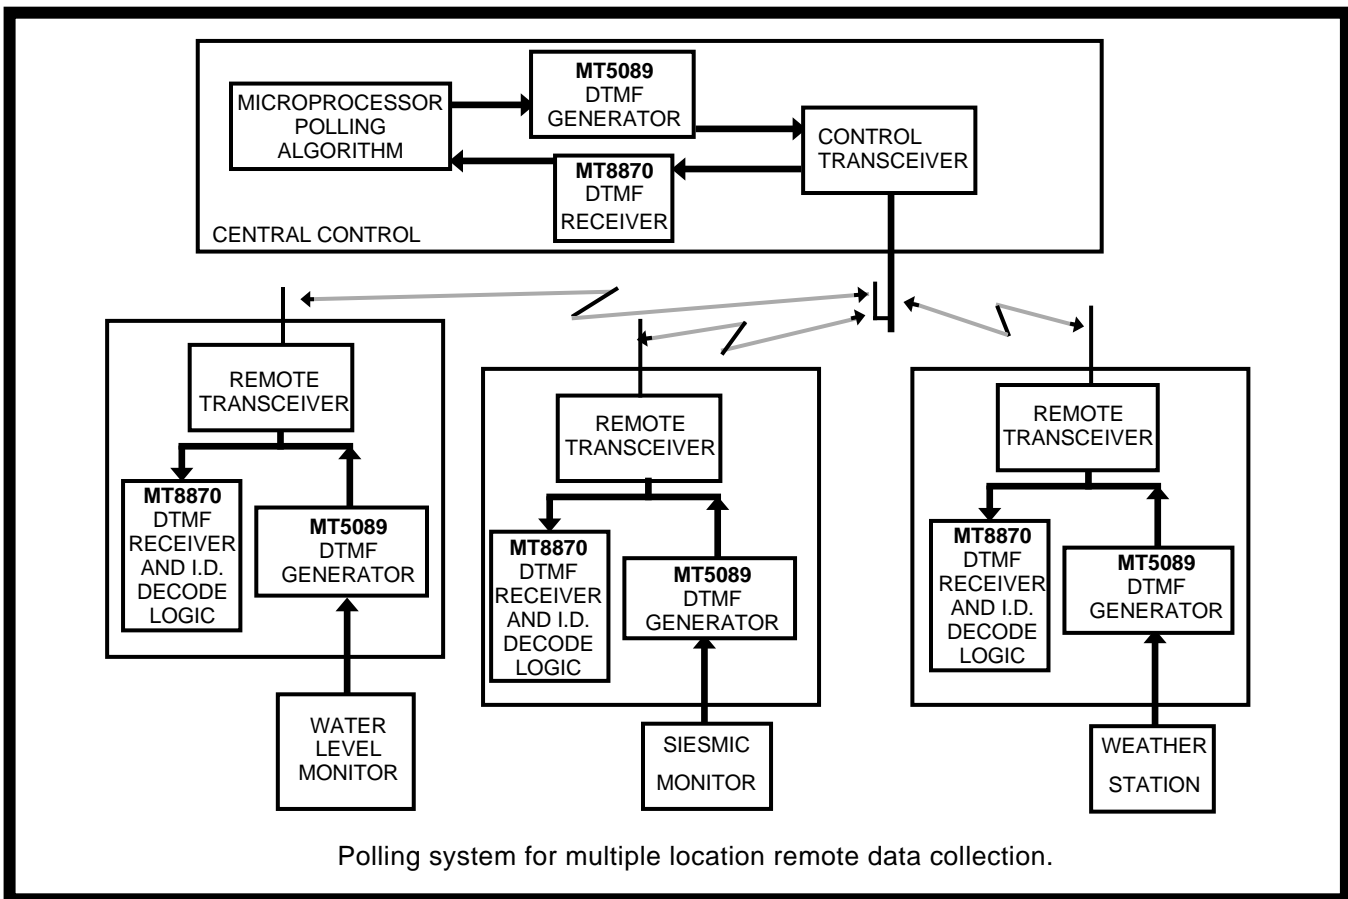 MICROPROCESSOR
POLLING
ALGORITHM
MT5089
DTMF
GENERATOR
MT8870
DTMF
RECEIVER
CONTROL
TRANSCEIVER
CENTRAL CONTROL
REMOTE
TRANSCEIVER
MT8870
DTMF
RECEIVER
AND I.D.
DECODE
LOGIC
MT5089
DTMF
GENERATOR
WATER
LEVEL
MONITOR
REMOTE
TRANSCEIVER
MT8870
DTMF
RECEIVER
AND I.D.
DECODE
LOGIC
MT5089
DTMF
GENERATOR
SIESMIC
MONITOR
REMOTE
TRANSCEIVER
MT8870
DTMF
RECEIVER
AND I.D.
DECODE
LOGIC
MT5089
DTMF
GENERATOR
WEATHER
STATION
Polling system for multiple location remote data collection.